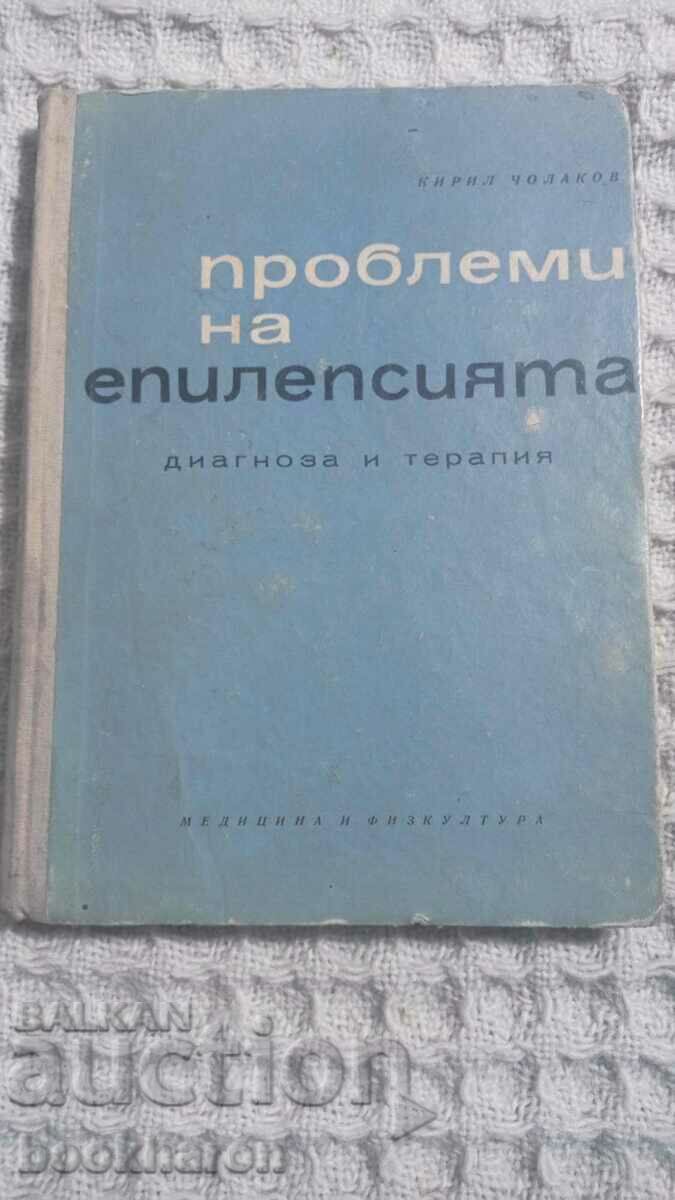 КИРИЛ ЧОЛАКОВ
проблеми
на
епилепсията
диагноза и терапия
МЕДИЦИНА И ФИЗКУЛТУРА
BALKAN
auction
bookharon